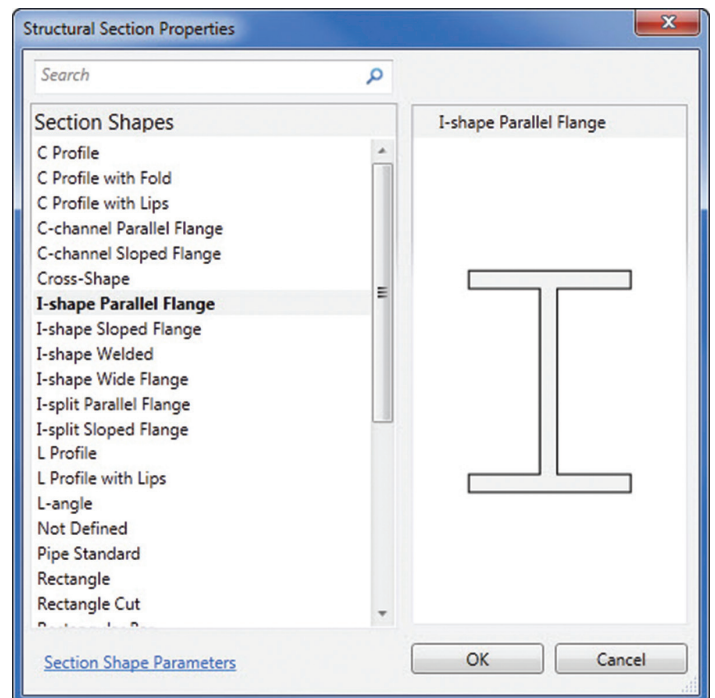 Structural Section Properties
Search
Section Shapes
C Profile
C Profile with Fold
C Profile with Lips
C-channel Parallel Flange
C-channel Sloped Flange
Cross-Shape
I-shape Parallel Flange
I-shape Sloped Flange
I-shape Welded
I-shape Wide Flange
I-split Parallel Flange
I-split Sloped Flange
L Profile
L Profile with Lips
L-angle
Not Defined
Pipe Standard
Rectangle
Rectangle Cut
I-shape Parallel Flange
Section Shape Parameters
OK
Cancel